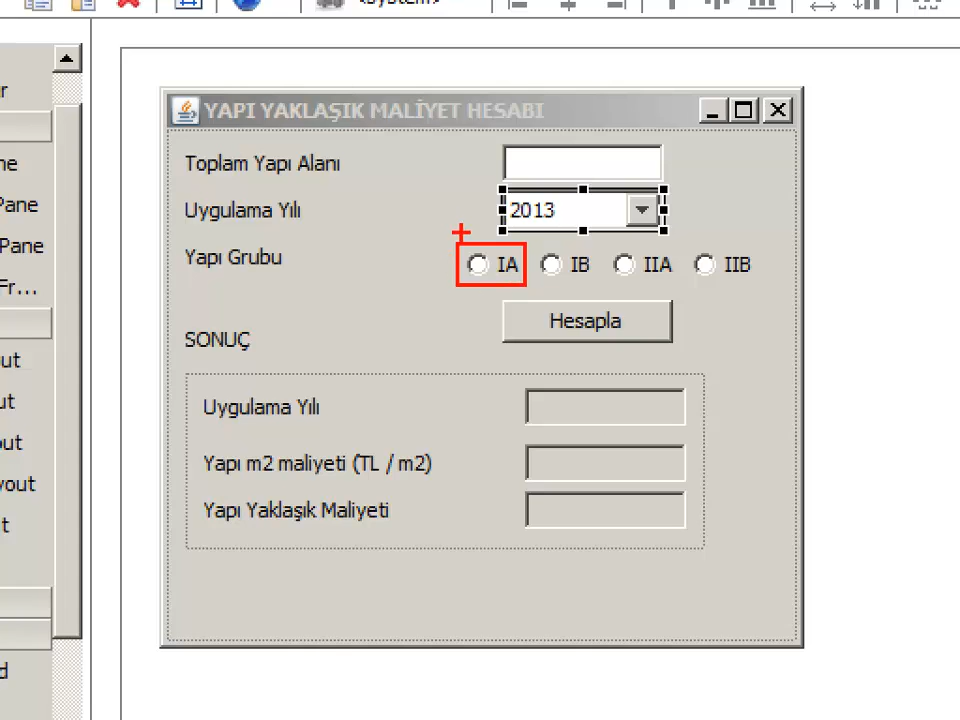 <System>
r
ne
Pane
Pane
Fr...
out
ut
out
yout
t
d
YAPI YAKLAŞIK MALİYET HESABI
Toplam Yapı Alanı
Uygulama Yılı
2013
Yapı Grubu
IA IB IIA IIB
Hesapla
SONUÇ
Uygulama Yılı
Yapı m2 maliyeti (TL / m2)
Yapı Yaklaşık Maliyeti